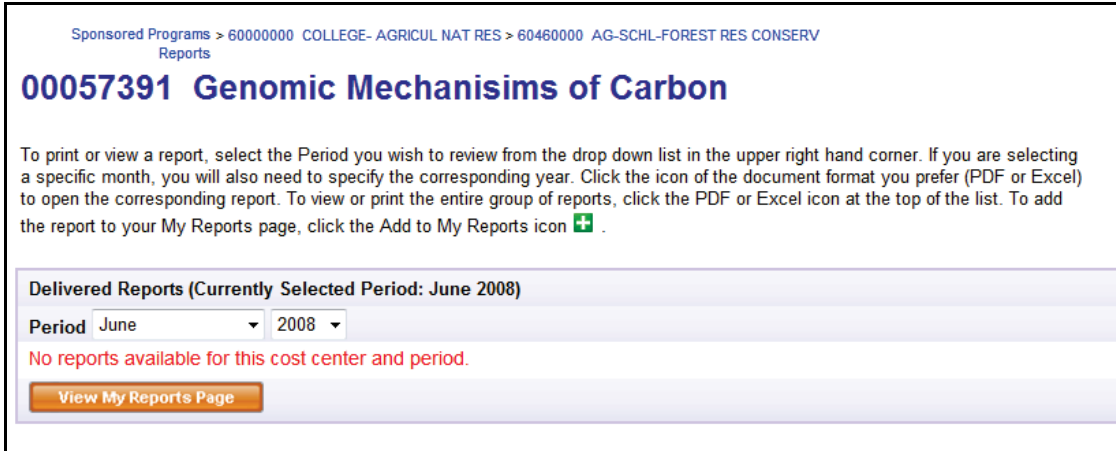 Sponsored Programs > 60000000 COLLEGE- AGRICUL NAT RES > 60460000 AG-SCHL-FOREST RES CONSERV
Reports
00057391 Genomic Mechanisims of Carbon
To print or view a report, select the Period you wish to review from the drop down list in the upper right hand corner. If you are selecting
a specific month, you will also need to specify the corresponding year. Click the icon of the document format you prefer (PDF or Excel)
to open the corresponding report. To view or print the entire group of reports, click the PDF or Excel icon at the top of the list. To add
the report to your My Reports page, click the Add to My Reports icon .
Delivered Reports (Currently Selected Period: June 2008)
Period June 2008
No reports available for this cost center and period.
View My Reports Page